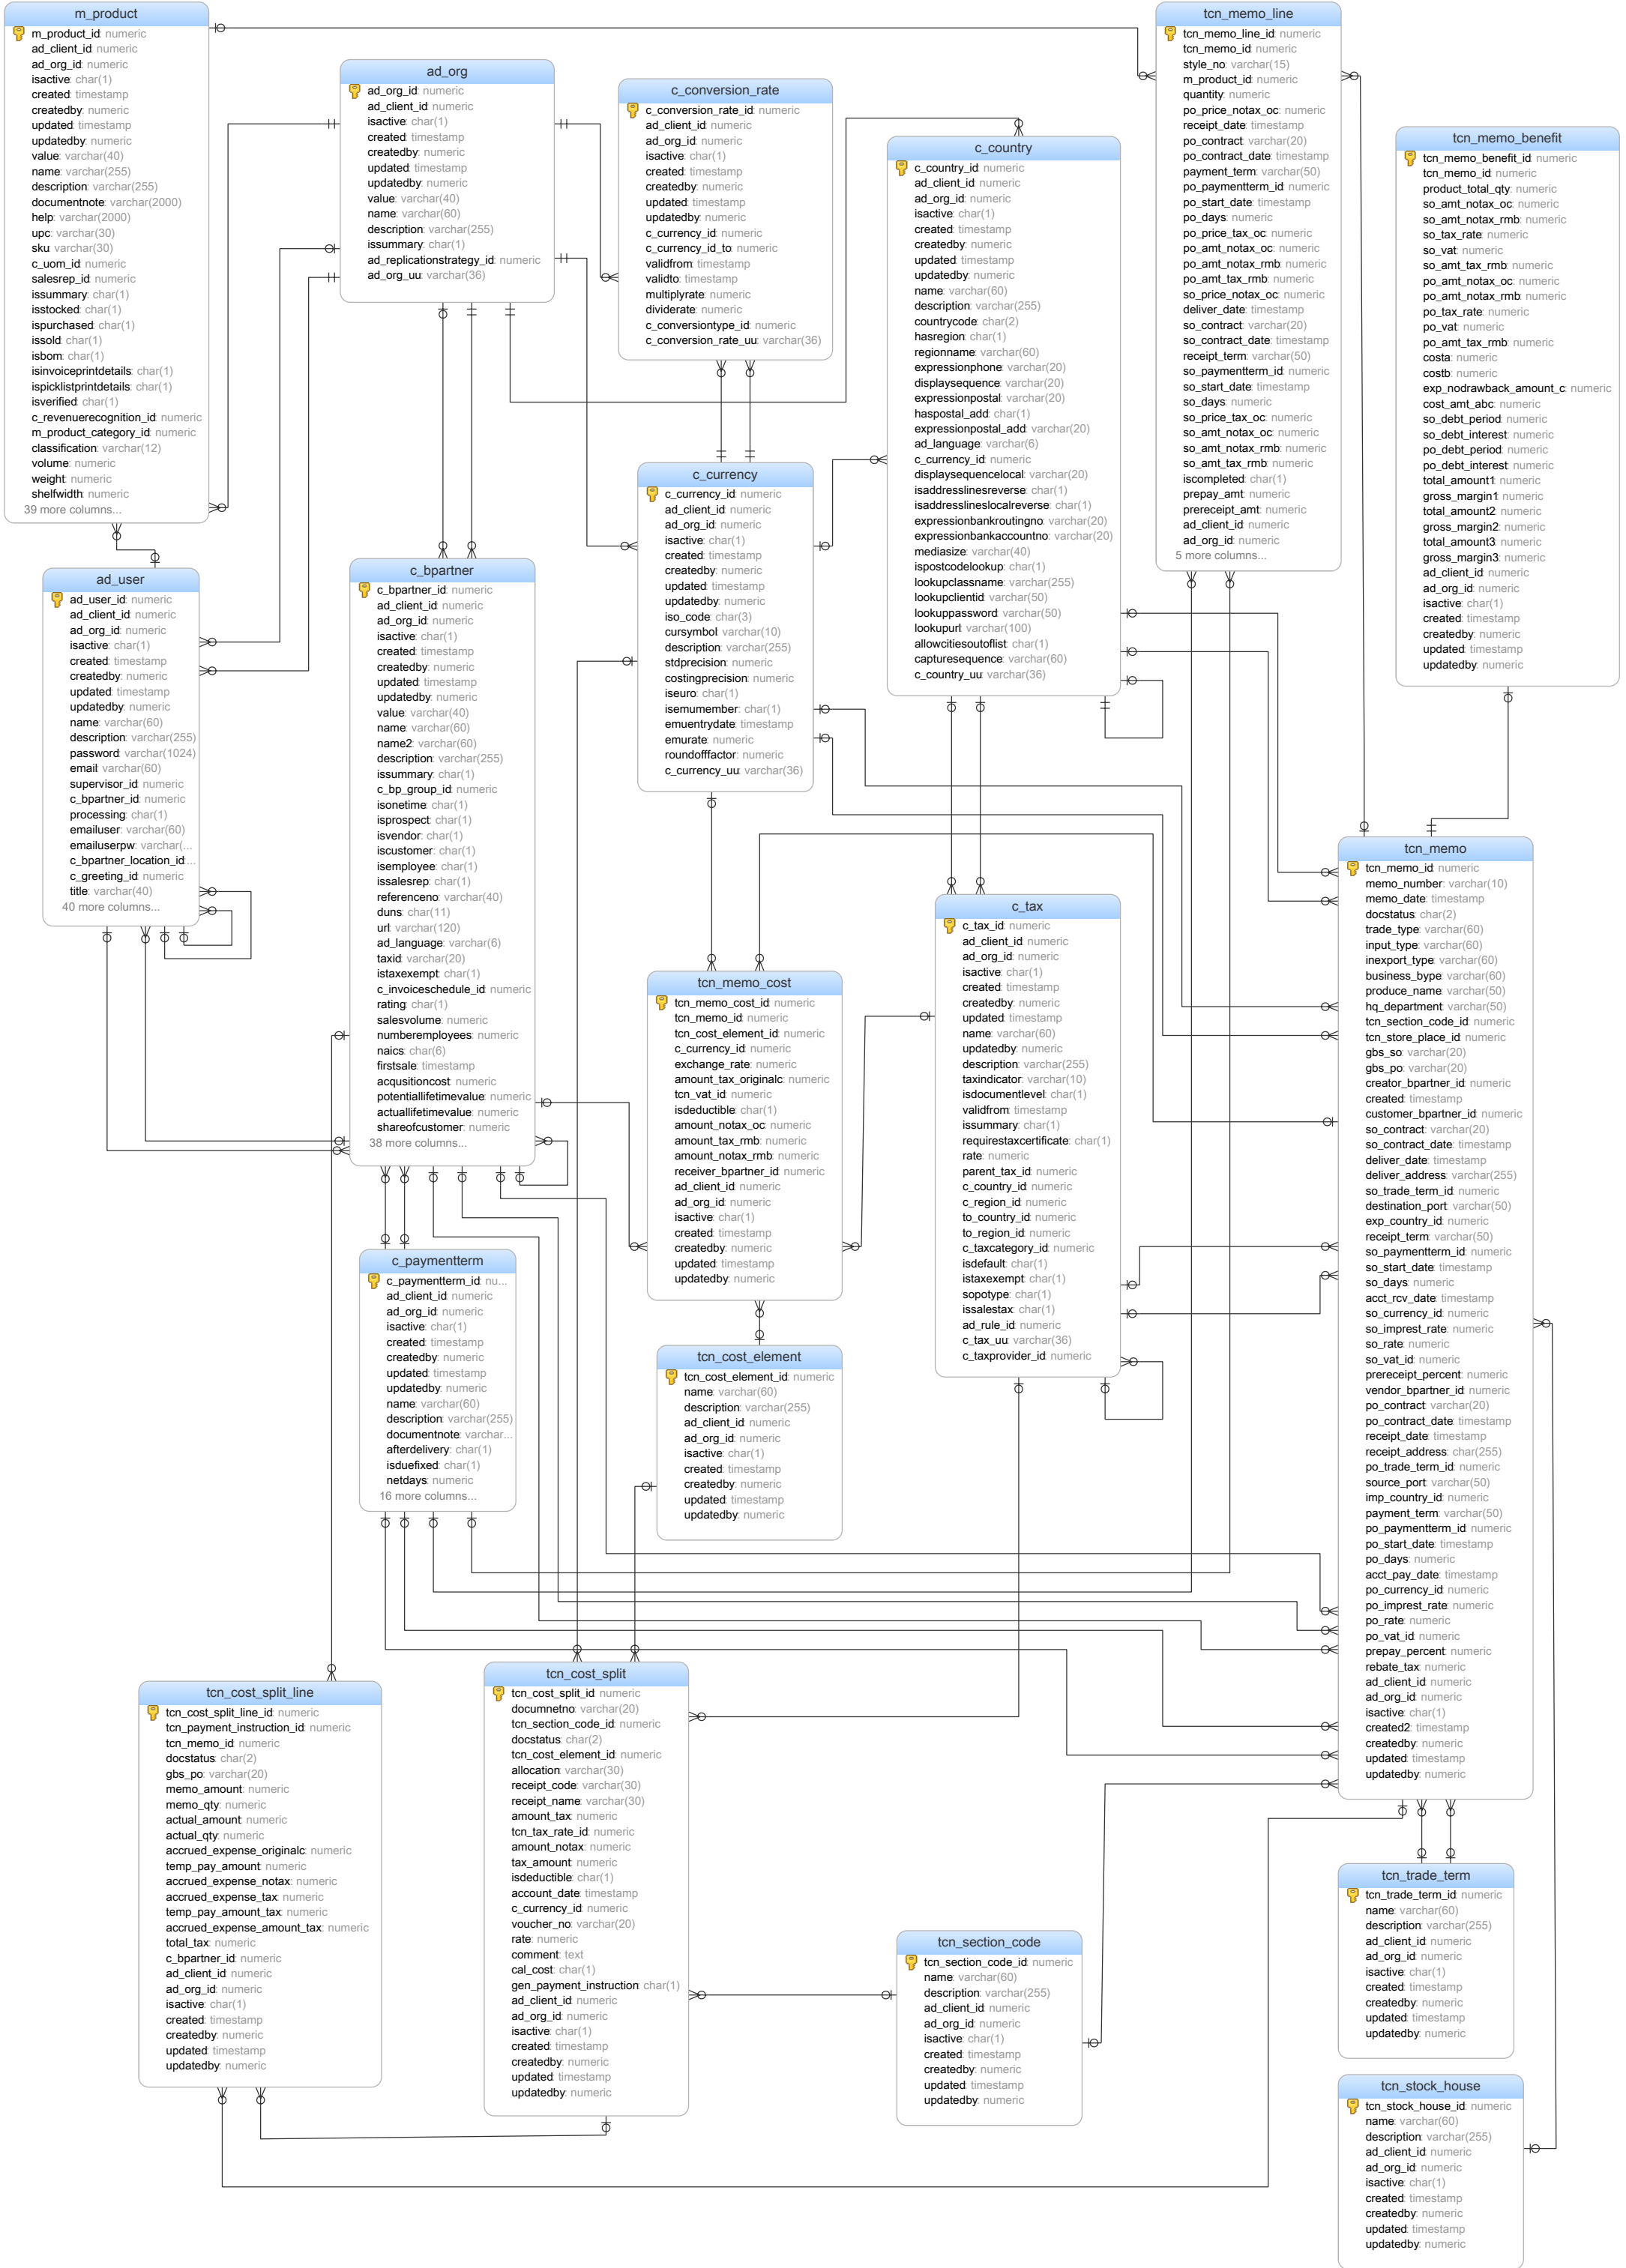 m_product
m_product_id: numeric
ad_client_id: numeric
ad_org_id: numeric
isactive: char(1)
created: timestamp
createdby: numeric
updated: timestamp
updatedby: numeric
value: varchar(40)
name: varchar(255)
description: varchar(255)
documentnote: varchar(2000)
help: varchar(2000)
upc: varchar(30)
sku: varchar(30)
c_uom_id: numeric
salesrep_id: numeric
issummary: char(1)
isstocked: char(1)
ispurchased: char(1)
issold: char(1)
isbom: char(1)
isinvoiceprintdetails: char(1)
ispicklistprintdetails: char(1)
isverified: char(1)
c_revenuerecognition_id: numeric
m_product_category_id: numeric
classification: varchar(12)
volume: numeric
weight: numeric
shelfwidth: numeric
39 more columns...
ad_org
ad_org_id: numeric
ad_client_id: numeric
isactive: char(1)
created: timestamp
createdby: numeric
updated: timestamp
updatedby: numeric
value: varchar(40)
name: varchar(60)
description: varchar(255)
issummary: char(1)
ad_replicationstrategy_id: numeric
ad_org_uu: varchar(36)
c_conversion_rate
c_conversion_rate_id: numeric
ad_client_id: numeric
ad_org_id: numeric
isactive: char(1)
created: timestamp
createdby: numeric
updated: timestamp
updatedby: numeric
c_currency_id: numeric
c_currency_id_to: numeric
validfrom: timestamp
validto: timestamp
multiplyrate: numeric
dividerate: numeric
c_conversiontype_id: numeric
c_conversion_rate_uu: varchar(36)
c_country
c_country_id: numeric
ad_client_id: numeric
ad_org_id: numeric
isactive: char(1)
created: timestamp
createdby: numeric
updated: timestamp
updatedby: numeric
name: varchar(60)
description: varchar(255)
countrycode: char(2)
hasregion: char(1)
regionname: varchar(60)
expressionphone: varchar(20)
displaysequence: varchar(20)
expressionpostal: varchar(20)
haspostal_add: char(1)
expressionpostal_add: varchar(20)
ad_language: varchar(6)
c_currency_id: numeric
displaysequencelocal: varchar(20)
isaddresslinesreverse: char(1)
isaddresslineslocalreverse: char(1)
expressionbankroutingno: varchar(20)
expressionbankaccountno: varchar(20)
mediasize: varchar(40)
ispostcodelookup: char(1)
lookupclassname: varchar(255)
lookupclientid: varchar(50)
lookuppassword: varchar(50)
lookupurl: varchar(100)
allowcitiesoutoflist: char(1)
capturesequence: varchar(60)
c_country_uu: varchar(36)
tcn_memo_line
tcn_memo_line_id: numeric
tcn_memo_id: numeric
style_no: varchar(15)
m_product_id: numeric
quantity: numeric
po_price_notax_oc: numeric
receipt_date: timestamp
po_contract: varchar(20)
po_contract_date: timestamp
payment_term: varchar(50)
po_paymentterm_id: numeric
po_start_date: timestamp
po_days: numeric
po_price_tax_oc: numeric
po_amt_notax_oc: numeric
po_amt_notax_rmb: numeric
po_amt_tax_rmb: numeric
so_price_notax_oc: numeric
deliver_date: timestamp
so_contract: varchar(20)
so_contract_date: timestamp
receipt_term: varchar(50)
so_paymentterm_id: numeric
so_start_date: timestamp
so_days: numeric
so_price_tax_oc: numeric
so_amt_notax_oc: numeric
so_amt_notax_rmb: numeric
so_amt_tax_rmb: numeric
iscompleted: char(1)
prepay_amt: numeric
prereceipt_amt: numeric
ad_client_id: numeric
ad_org_id: numeric
5 more columns...
tcn_memo_benefit
tcn_memo_benefit_id: numeric
tcn_memo_id: numeric
product_total_qty: numeric
so_amt_notax_oc: numeric
so_amt_notax_rmb: numeric
so_tax_rate: numeric
so_vat: numeric
so_amt_tax_rmb: numeric
po_amt_notax_oc: numeric
po_amt_notax_rmb: numeric
po_tax_rate: numeric
po_vat: numeric
po_amt_tax_rmb: numeric
costa: numeric
costb: numeric
exp_nodrawback_amount_c: numeric
cost_amt_abc: numeric
so_debt_period: numeric
so_debt_interest: numeric
po_debt_period: numeric
po_debt_interest: numeric
total_amount1: numeric
gross_margin1: numeric
total_amount2: numeric
gross_margin2: numeric
total_amount3: numeric
gross_margin3: numeric
ad_client_id: numeric
ad_org_id: numeric
isactive: char(1)
created: timestamp
createdby: numeric
updated: timestamp
updatedby: numeric
ad_user
ad_user_id: numeric
ad_client_id: numeric
ad_org_id: numeric
isactive: char(1)
created: timestamp
createdby: numeric
updated: timestamp
updatedby: numeric
name: varchar(60)
description: varchar(255)
password: varchar(1024)
email: varchar(60)
supervisor_id: numeric
c_bpartner_id: numeric
processing: char(1)
emailuser: varchar(60)
emailuserpw: varchar(...
c_bpartner_location_id:...
c_greeting_id: numeric
title: varchar(40)
40 more columns...
c_bpartner
c_bpartner_id: numeric
ad_client_id: numeric
ad_org_id: numeric
isactive: char(1)
created: timestamp
createdby: numeric
updated: timestamp
updatedby: numeric
value: varchar(40)
name: varchar(60)
name2: varchar(60)
description: varchar(255)
issummary: char(1)
c_bp_group_id: numeric
isonetime: char(1)
isprospect: char(1)
isvendor: char(1)
iscustomer: char(1)
isemployee: char(1)
issalesrep: char(1)
referenceno: varchar(40)
duns: char(11)
url: varchar(120)
ad_language: varchar(6)
taxid: varchar(20)
istaxexempt: char(1)
c_invoiceschedule_id: numeric
rating: char(1)
salesvolume: numeric
numberemployees: numeric
naics: char(6)
firstsale: timestamp
acqusitioncost: numeric
potentiallifetimevalue: numeric
actuallifetimevalue: numeric
shareofcustomer: numeric
38 more columns...
c_currency
c_currency_id: numeric
ad_client_id: numeric
ad_org_id: numeric
isactive: char(1)
created: timestamp
createdby: numeric
updated: timestamp
updatedby: numeric
iso_code: char(3)
cursymbol: varchar(10)
description: varchar(255)
stdprecision: numeric
costingprecision: numeric
iseuro: char(1)
isemumember: char(1)
emuentrydate: timestamp
emurate: numeric
roundofffactor: numeric
c_currency_uu: varchar(36)
tcn_memo
tcn_memo_id: numeric
memo_number: varchar(10)
memo_date: timestamp
docstatus: char(2)
trade_type: varchar(60)
input_type: varchar(60)
inexport_type: varchar(60)
business_bype: varchar(60)
produce_name: varchar(50)
hq_department: varchar(50)
tcn_section_code_id: numeric
tcn_store_place_id: numeric
gbs_so: varchar(20)
gbs_po: varchar(20)
creator_bpartner_id: numeric
created: timestamp
customer_bpartner_id: numeric
so_contract: varchar(20)
so_contract_date: timestamp
deliver_date: timestamp
deliver_address: varchar(255)
so_trade_term_id: numeric
destination_port: varchar(50)
exp_country_id: numeric
receipt_term: varchar(50)
so_paymentterm_id: numeric
so_start_date: timestamp
so_days: numeric
acct_rcv_date: timestamp
so_currency_id: numeric
so_imprest_rate: numeric
so_rate: numeric
so_vat_id: numeric
prereceipt_percent: numeric
vendor_bpartner_id: numeric
po_contract: varchar(20)
po_contract_date: timestamp
receipt_date: timestamp
receipt_address: char(255)
po_trade_term_id: numeric
source_port: varchar(50)
imp_country_id: numeric
payment_term: varchar(50)
po_paymentterm_id: numeric
po_start_date: timestamp
po_days: numeric
acct_pay_date: timestamp
po_currency_id: numeric
po_imprest_rate: numeric
po_rate: numeric
po_vat_id: numeric
prepay_percent: numeric
rebate_tax: numeric
ad_client_id: numeric
ad_org_id: numeric
isactive: char(1)
created2: timestamp
createdby: numeric
updated: timestamp
updatedby: numeric
c_tax
c_tax_id: numeric
ad_client_id: numeric
ad_org_id: numeric
isactive: char(1)
created: timestamp
createdby: numeric
updated: timestamp
name: varchar(60)
updatedby: numeric
description: varchar(255)
taxindicator: varchar(10)
isdocumentlevel: char(1)
validfrom: timestamp
issummary: char(1)
requirestaxcertificate: char(1)
rate: numeric
parent_tax_id: numeric
c_country_id: numeric
c_region_id: numeric
to_country_id: numeric
to_region_id: numeric
c_taxcategory_id: numeric
isdefault: char(1)
istaxexempt: char(1)
sopotype: char(1)
issalestax: char(1)
ad_rule_id: numeric
c_tax_uu: varchar(36)
c_taxprovider_id: numeric
tcn_memo_cost
tcn_memo_cost_id: numeric
tcn_memo_id: numeric
tcn_cost_element_id: numeric
c_currency_id: numeric
exchange_rate: numeric
amount_tax_originalc: numeric
tcn_vat_id: numeric
isdeductible: char(1)
amount_notax_oc: numeric
amount_tax_rmb: numeric
amount_notax_rmb: numeric
receiver_bpartner_id: numeric
ad_client_id: numeric
ad_org_id: numeric
isactive: char(1)
created: timestamp
createdby: numeric
updated: timestamp
updatedby: numeric
c_paymentterm
c_paymentterm_id: nu...
ad_client_id: numeric
ad_org_id: numeric
isactive: char(1)
created: timestamp
createdby: numeric
updated: timestamp
updatedby: numeric
name: varchar(60)
description: varchar(255)
documentnote: varchar...
afterdelivery: char(1)
isduefixed: char(1)
netdays: numeric
16 more columns...
tcn_cost_element
tcn_cost_element_id: numeric
name: varchar(60)
description: varchar(255)
ad_client_id: numeric
ad_org_id: numeric
isactive: char(1)
created: timestamp
createdby: numeric
updated: timestamp
updatedby: numeric
tcn_cost_split_line
tcn_cost_split_line_id: numeric
tcn_payment_instruction_id: numeric
tcn_memo_id: numeric
docstatus: char(2)
gbs_po: varchar(20)
memo_amount: numeric
memo_qty: numeric
actual_amount: numeric
actual_qty: numeric
accrued_expense_originalc: numeric
temp_pay_amount: numeric
accrued_expense_notax: numeric
accrued_expense_tax: numeric
temp_pay_amount_tax: numeric
accrued_expense_amount_tax: numeric
total_tax: numeric
c_bpartner_id: numeric
ad_client_id: numeric
ad_org_id: numeric
isactive: char(1)
created: timestamp
createdby: numeric
updated: timestamp
updatedby: numeric
tcn_cost_split
tcn_cost_split_id: numeric
documnetno: varchar(20)
tcn_section_code_id: numeric
docstatus: char(2)
tcn_cost_element_id: numeric
allocation: varchar(30)
receipt_code: varchar(30)
receipt_name: varchar(30)
amount_tax: numeric
tcn_tax_rate_id: numeric
amount_notax: numeric
tax_amount: numeric
isdeductible: char(1)
account_date: timestamp
c_currency_id: numeric
voucher_no: varchar(20)
rate: numeric
comment: text
cal_cost: char(1)
gen_payment_instruction: char(1)
ad_client_id: numeric
ad_org_id: numeric
isactive: char(1)
created: timestamp
createdby: numeric
updated: timestamp
updatedby: numeric
tcn_section_code
tcn_section_code_id: numeric
name: varchar(60)
description: varchar(255)
ad_client_id: numeric
ad_org_id: numeric
isactive: char(1)
created: timestamp
createdby: numeric
updated: timestamp
updatedby: numeric
tcn_trade_term
tcn_trade_term_id: numeric
name: varchar(60)
description: varchar(255)
ad_client_id: numeric
ad_org_id: numeric
isactive: char(1)
created: timestamp
createdby: numeric
updated: timestamp
updatedby: numeric
tcn_stock_house
tcn_stock_house_id: numeric
name: varchar(60)
description: varchar(255)
ad_client_id: numeric
ad_org_id: numeric
isactive: char(1)
created: timestamp
createdby: numeric
updated: timestamp
updatedby: numeric